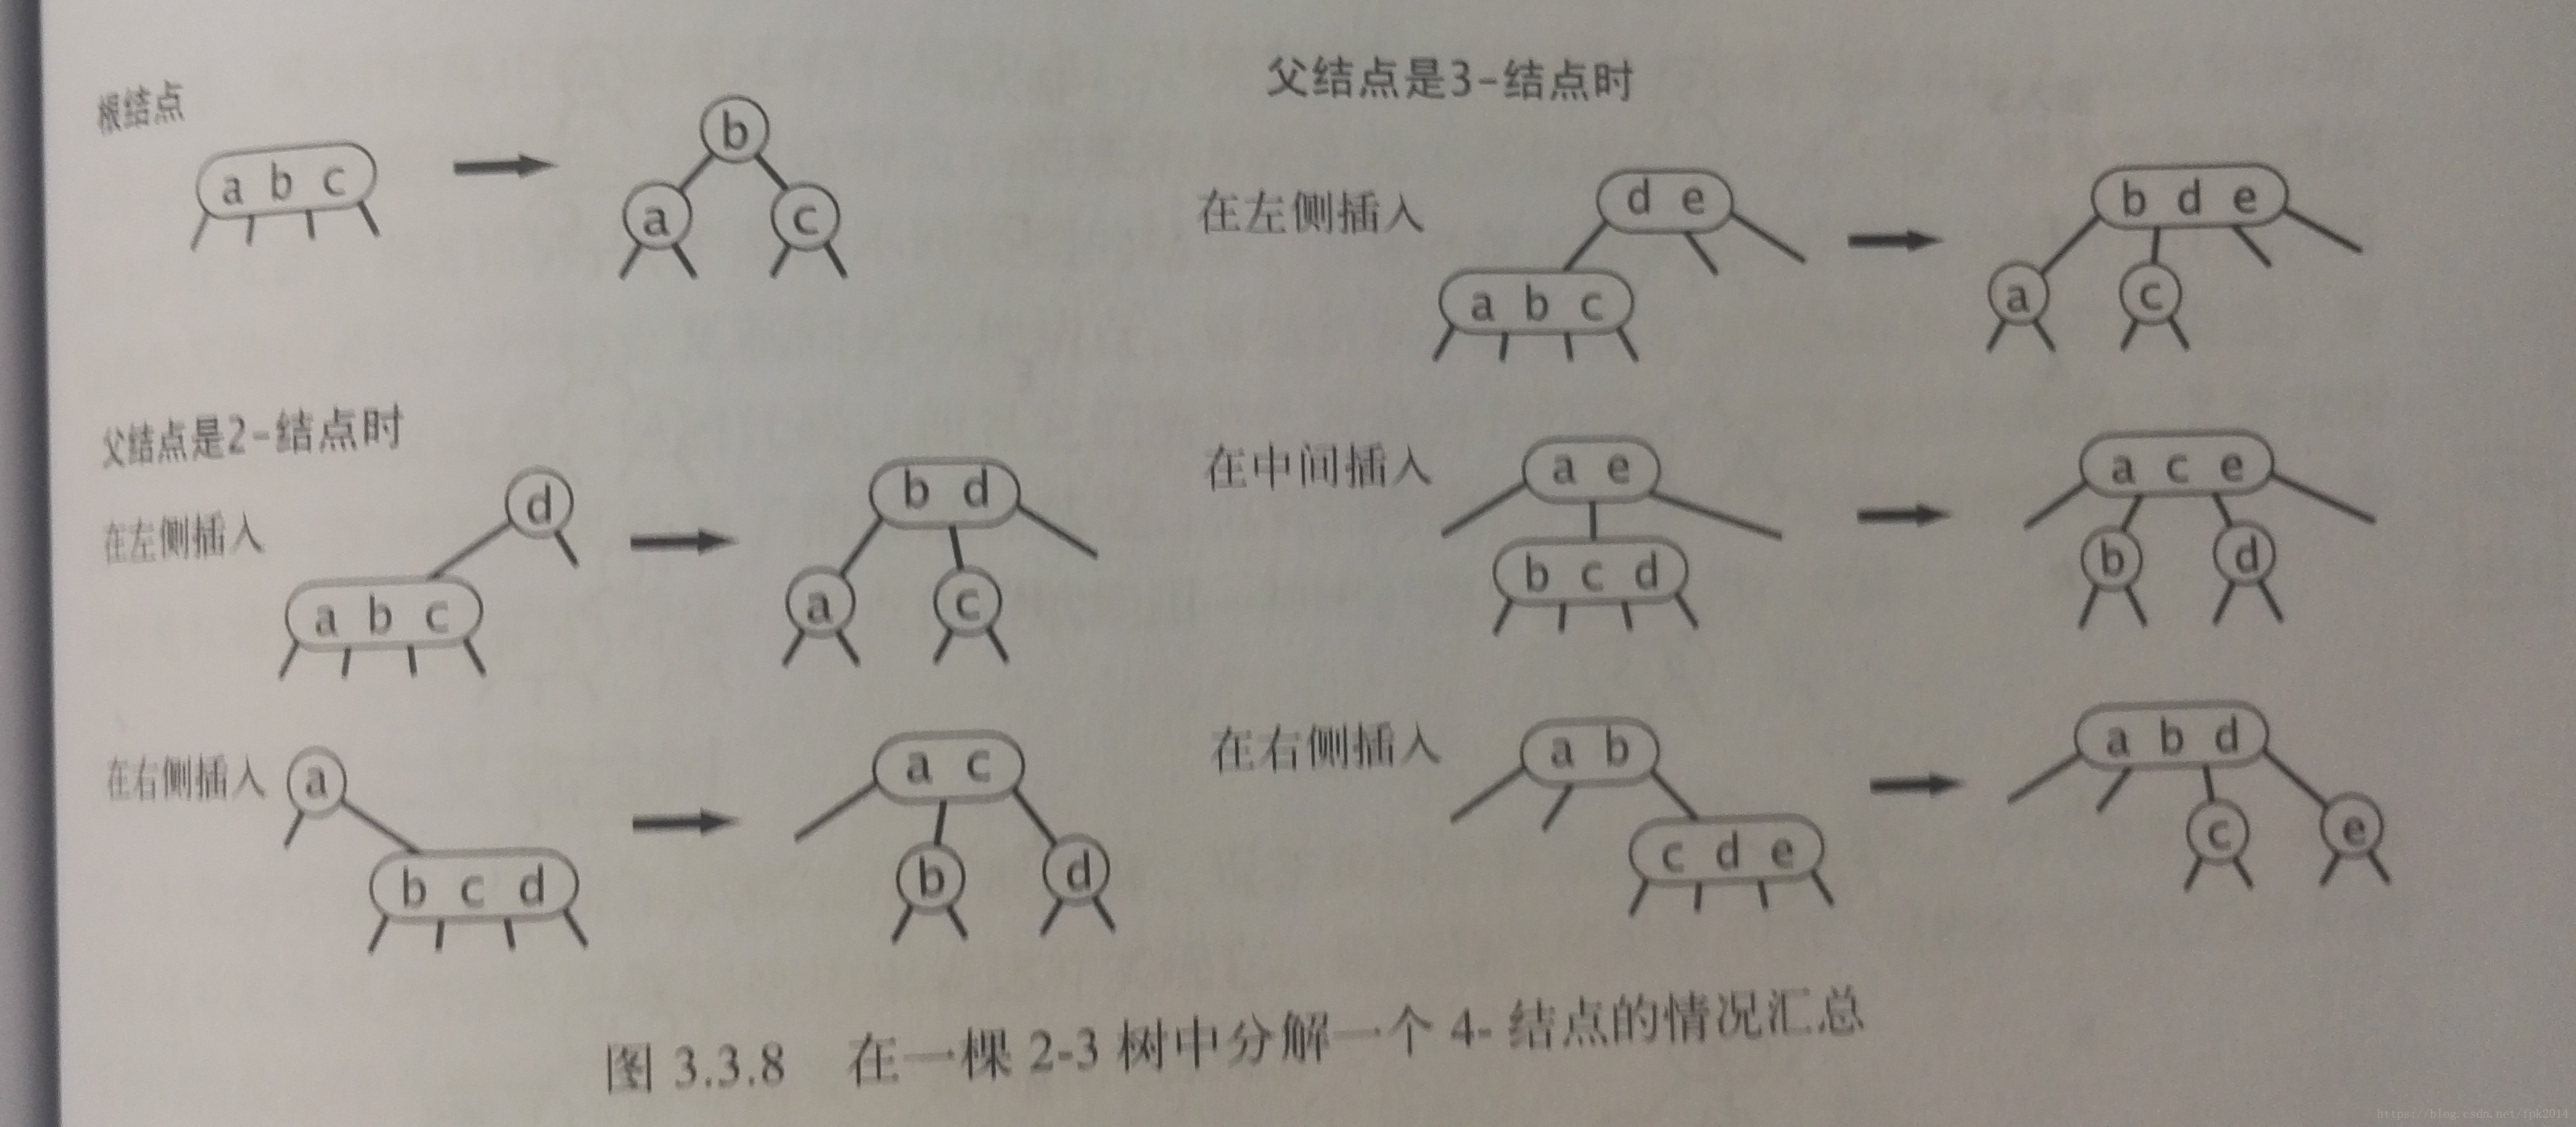 根结点
a b c
b
a
c
父结点是2-结点时
在左侧插入
d
a b c
b d
a
c
在右侧插入
a
b c d
a c
b
d
父结点是3-结点时
在左侧插入
d e
a b c
b d e
a
c
在中间插入
a e
b c d
a c e
b
d
在右侧插入
a b
c d e
a b d
c
e
图 3.3.8 在一棵 2-3 树中分解一个 4- 结点的情况汇总
https://blog.csdn.net/fpk2014